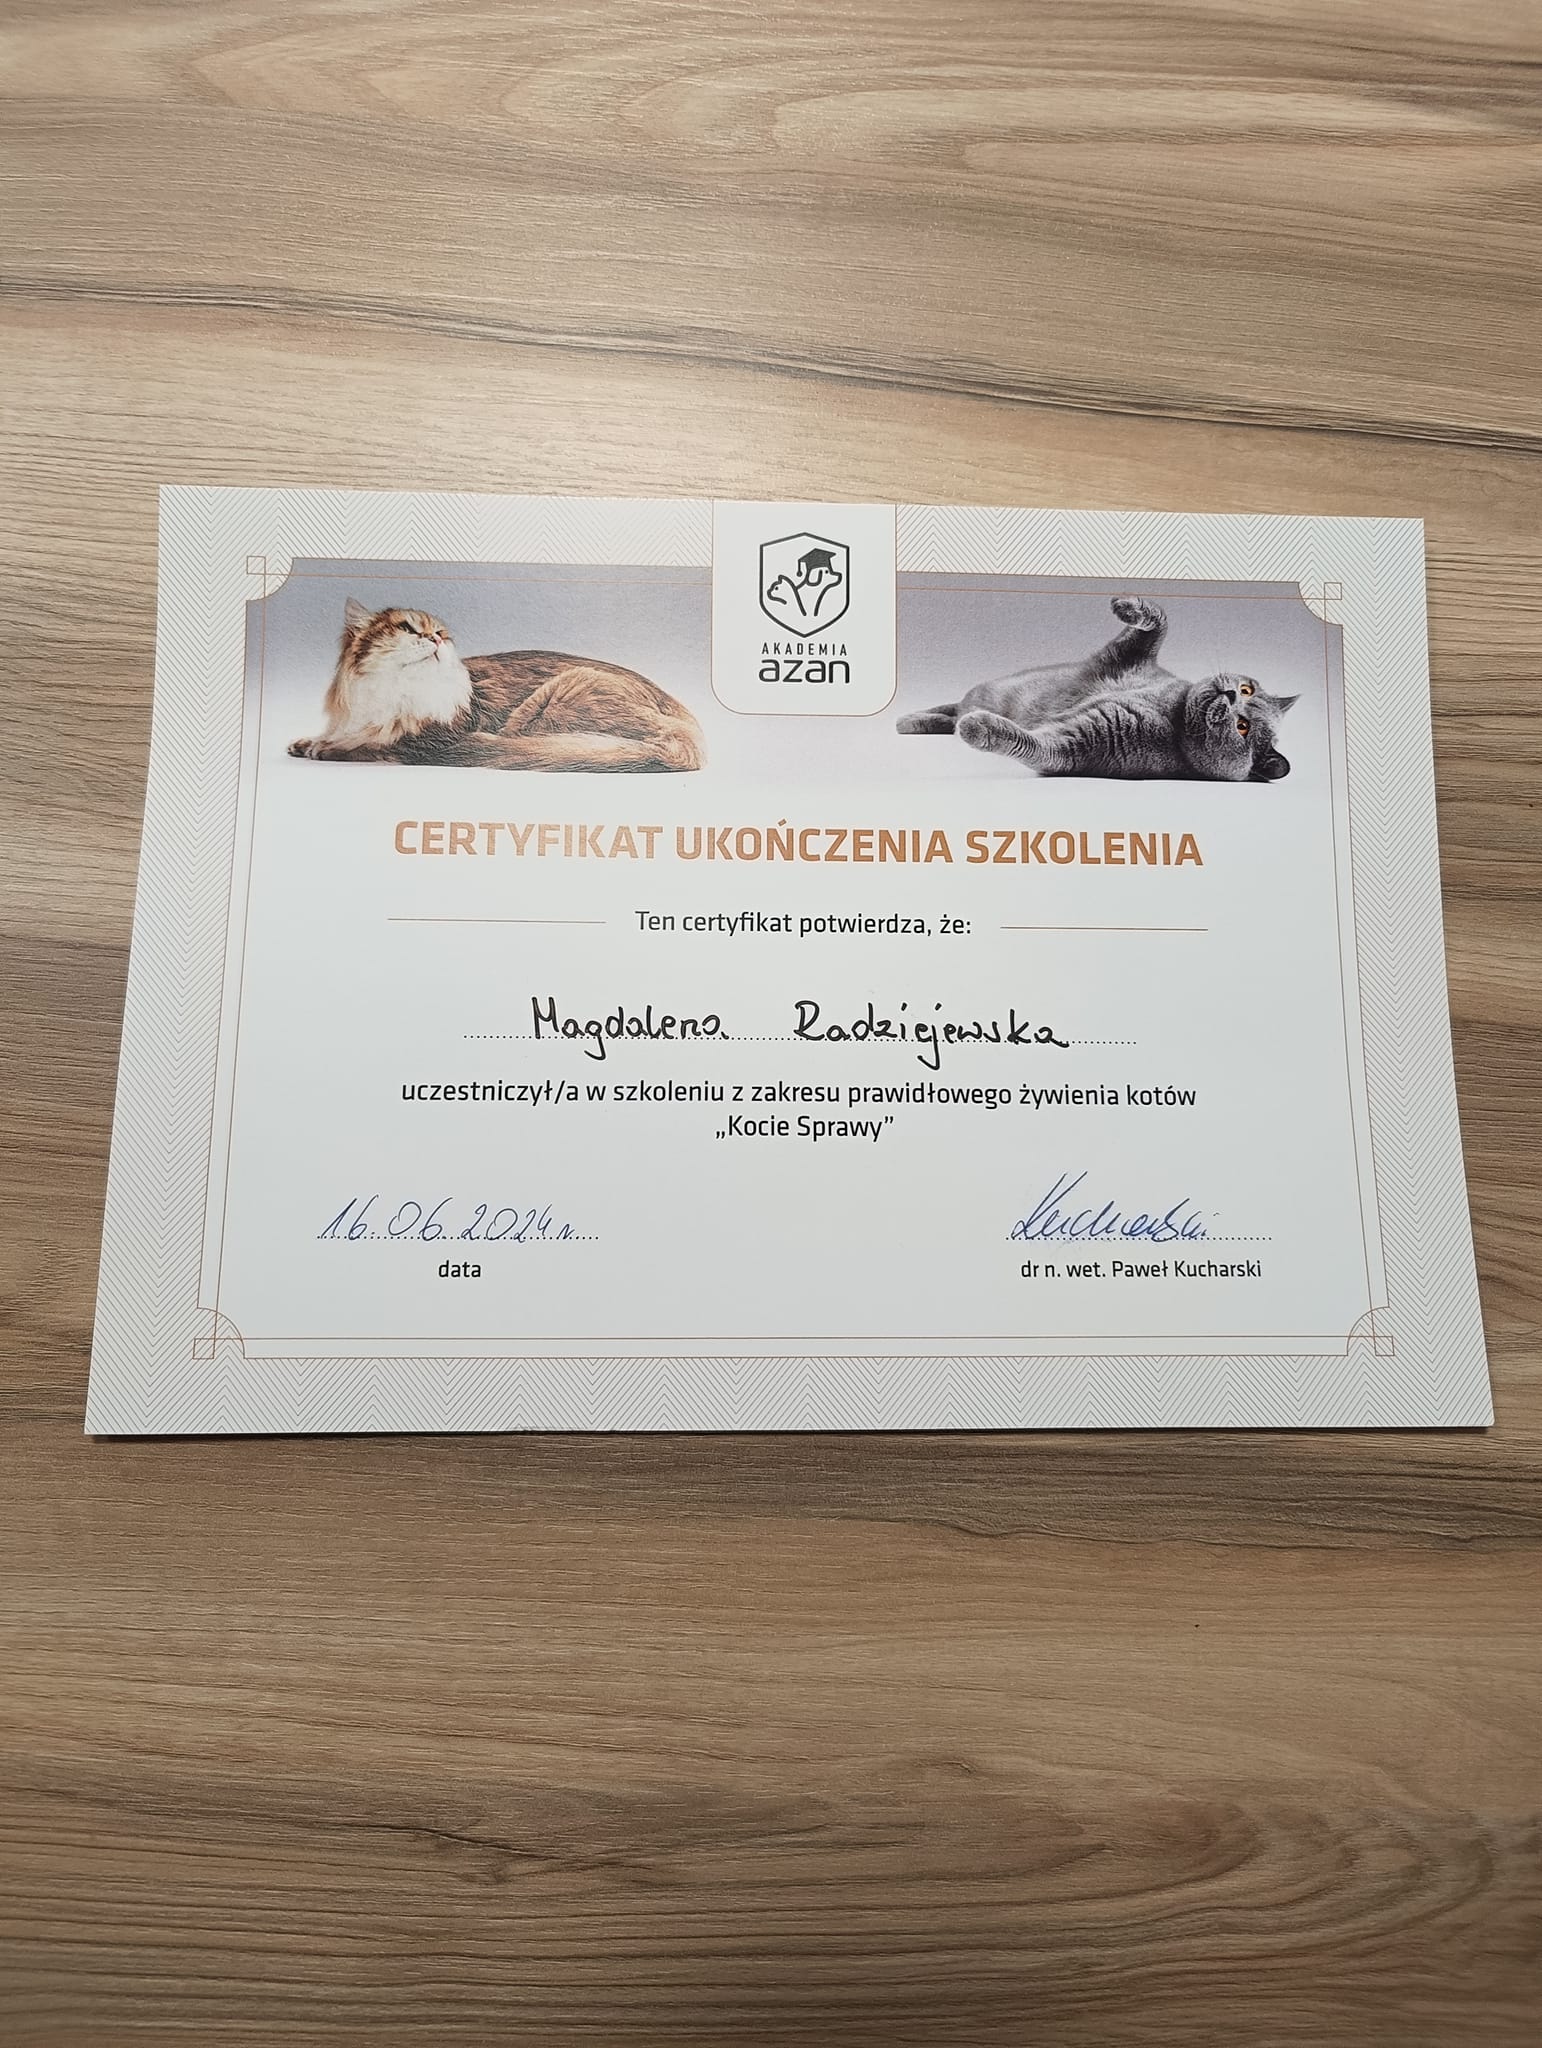 AKADEMIA
azan
CERTYFIKAT UKOŃCZENIA SZKOLENIA
Ten certyfikat potwierdza, że:
Magdalena Radziejewska
uczestniczył/a w szkoleniu z zakresu prawidłowego żywienia kotów
„Kocie Sprawy”
16.06.2024r. Kucharski
data dr n. wet. Paweł Kucharski